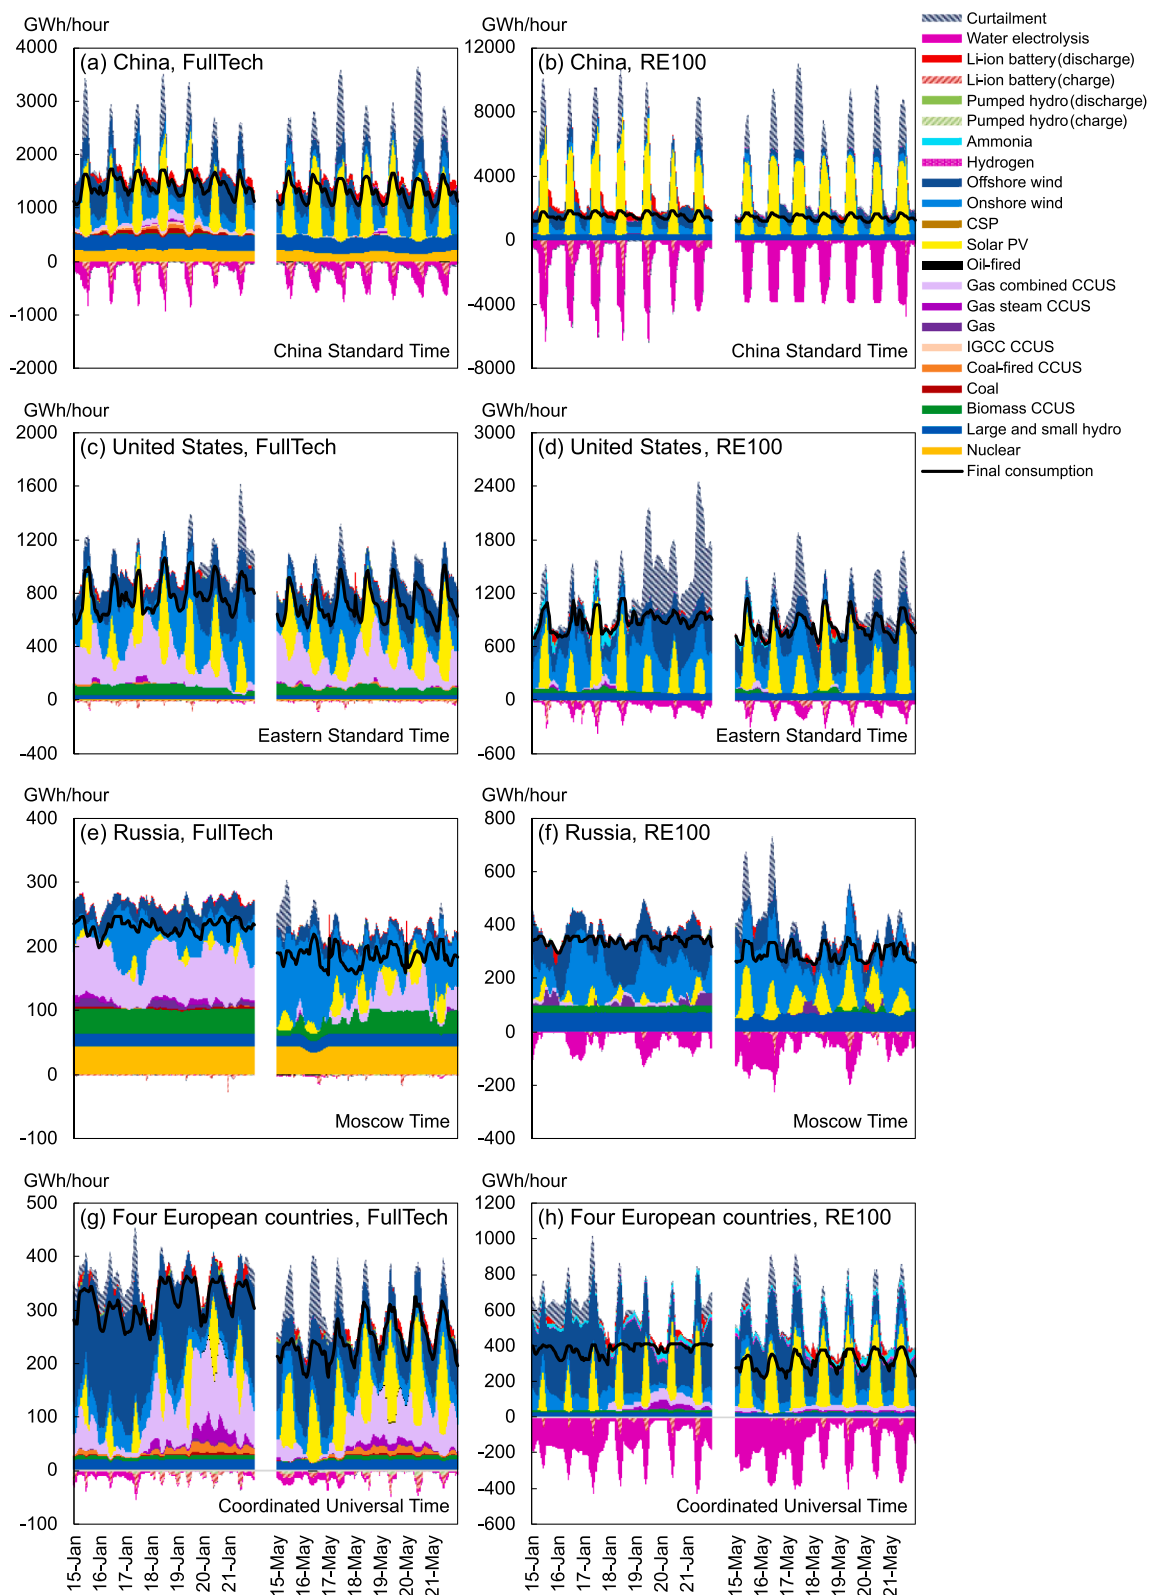 GWh/hour
4000
3000
2000
1000
0
-1000
-2000
(a) China, FullTech
China Standard Time
GWh/hour
12000
8000
4000
0
-4000
-8000
(b) China, RE100
China Standard Time
Curtailment
Water electrolysis
Li-ion battery (discharge)
Li-ion battery (charge)
Pumped hydro (discharge)
Pumped hydro (charge)
Ammonia
Hydrogen
Offshore wind
Onshore wind
CSP
Solar PV
Oil-fired
Gas combined CCUS
Gas steam CCUS
Gas
IGCC CCUS
Coal-fired CCUS
Coal
Biomass CCUS
Large and small hydro
Nuclear
Final consumption
GWh/hour
2000
1600
1200
800
400
0
-400
(c) United States, FullTech
Eastern Standard Time
GWh/hour
3000
2400
1800
1200
600
0
-600
(d) United States, RE100
Eastern Standard Time
GWh/hour
400
300
200
100
0
-100
(e) Russia, FullTech
Moscow Time
GWh/hour
800
600
400
200
0
-200
-400
(f) Russia, RE100
Moscow Time
GWh/hour
500
400
300
200
100
0
-100
(g) Four European countries, FullTech
Coordinated Universal Time
15-Jan
16-Jan
17-Jan
18-Jan
19-Jan
20-Jan
21-Jan
15-May
16-May
17-May
18-May
19-May
20-May
21-May
GWh/hour
1200
1000
800
600
400
200
0
-200
-400
-600
(h) Four European countries, RE100
Coordinated Universal Time
15-Jan
16-Jan
17-Jan
18-Jan
19-Jan
20-Jan
21-Jan
15-May
16-May
17-May
18-May
19-May
20-May
21-May